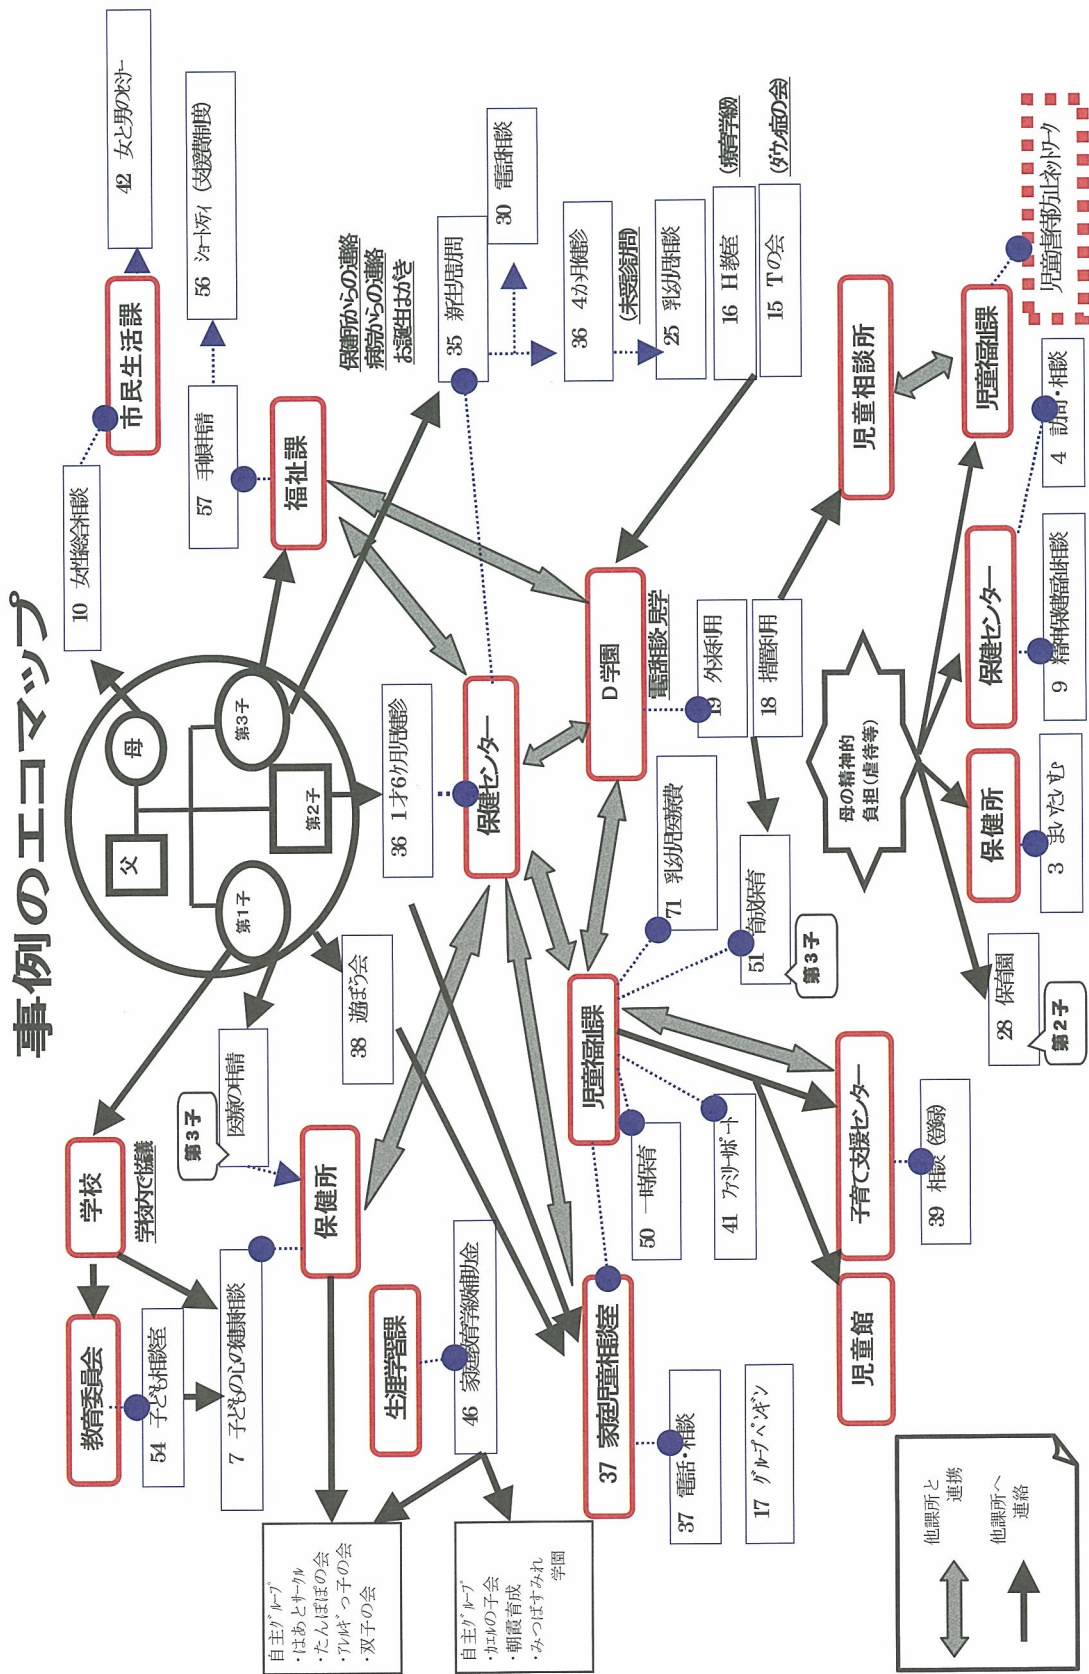 事例のエコマップ
父
母
第1子
第2子
第3子
10 女性総合相談
市民生活課
42 女と男のセミナー
57 手帳申請
56 ショートステイ (支援費制度)
福祉課
学校
学校内で協議
教育委員会
54 子ども相談室
7 子どもの心の健康相談
第3子
医療の申請
保健所
38 遊ぼう会
36 1才6ヶ月児健診
保健センター
保健所からの連絡
病院からの連絡
お誕生はがき
35 新生児訪問
30 電話相談
36 4か月健診
(未受診訪問)
25 乳幼児相談
16 H教室
(療育学級)
15 Tの会
(ダウン症の会)
生涯学習課
46 家庭教育学級補助金
自主グループ
・はあとサークル
・たんぽぽの会
・アレルギっ子の会
・双子の会
自主グループ
・カエルの子会
・朝霞育成
・みつばすみれ
学園
37 家庭児童相談室
37 電話・相談
17 グループペンギン
児童福祉課
50 一時保育
41 ファミリーサポート
71 乳幼児医療費
51 育成保育
第3子
D学園
電話相談・見学
19 外来利用
18 措置利用
児童相談所
児童福祉課
児童虐待防止ネットワーク
児童館
子育て支援センター
39 相談 (登録)
母の精神的
負担(虐待等)
28 保育園
第2子
保健所
3 まいたいむ
保健センター
9 精神保健福祉相談
4 訪問・相談
他課所と
連携
他課所へ
連絡